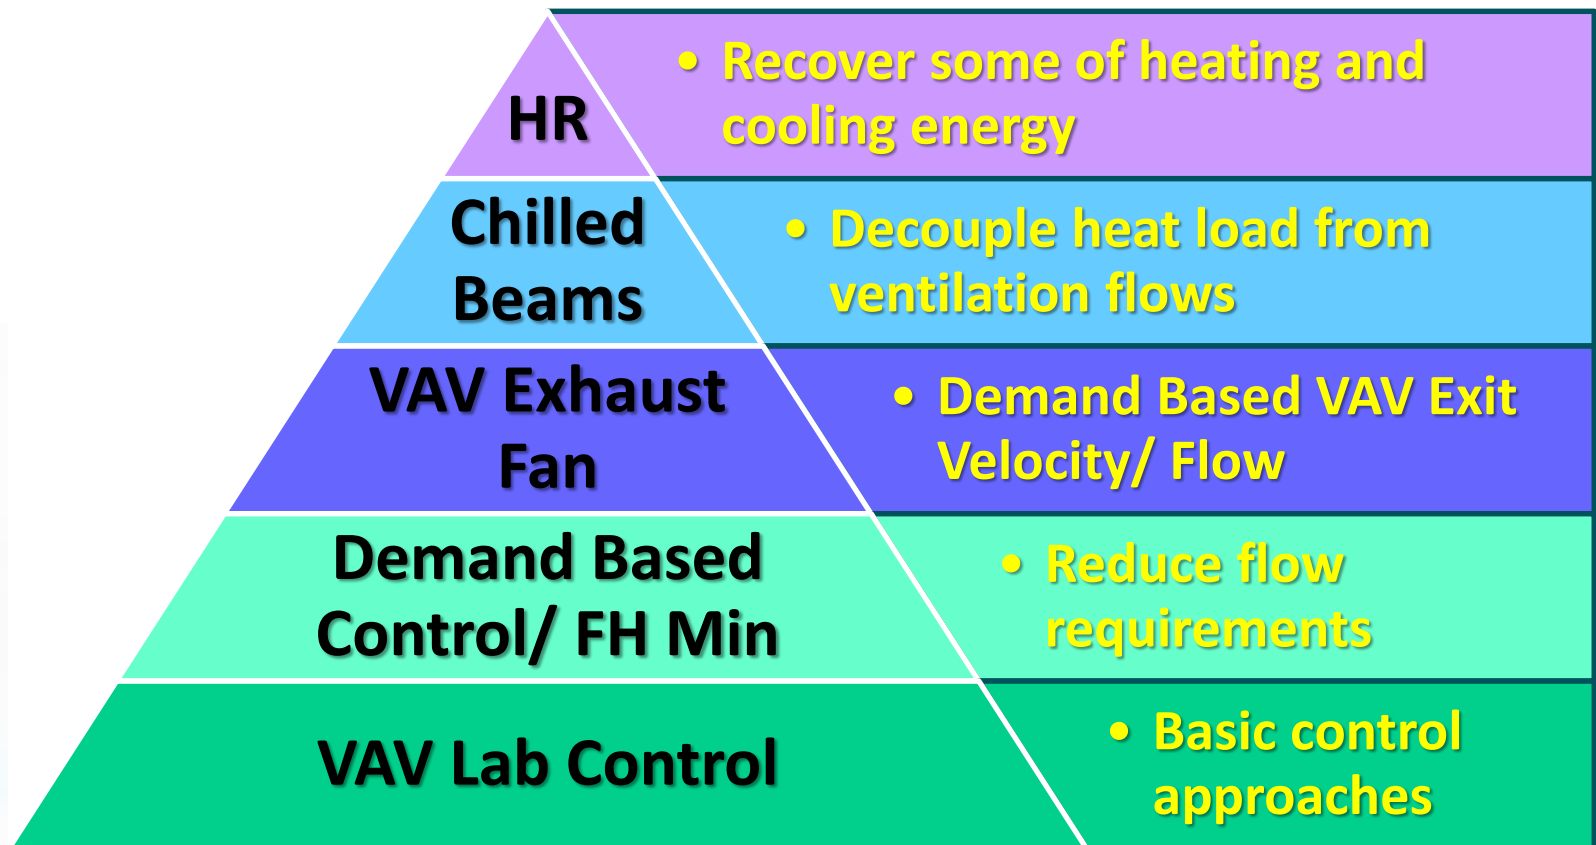 HR
• Recover some of heating and
cooling energy
Chilled
Beams
• Decouple heat load from
ventilation flows
VAV Exhaust
Fan
• Demand Based VAV Exit
Velocity/ Flow
Demand Based
Control/ FH Min
• Reduce flow
requirements
VAV Lab Control
• Basic control
approaches